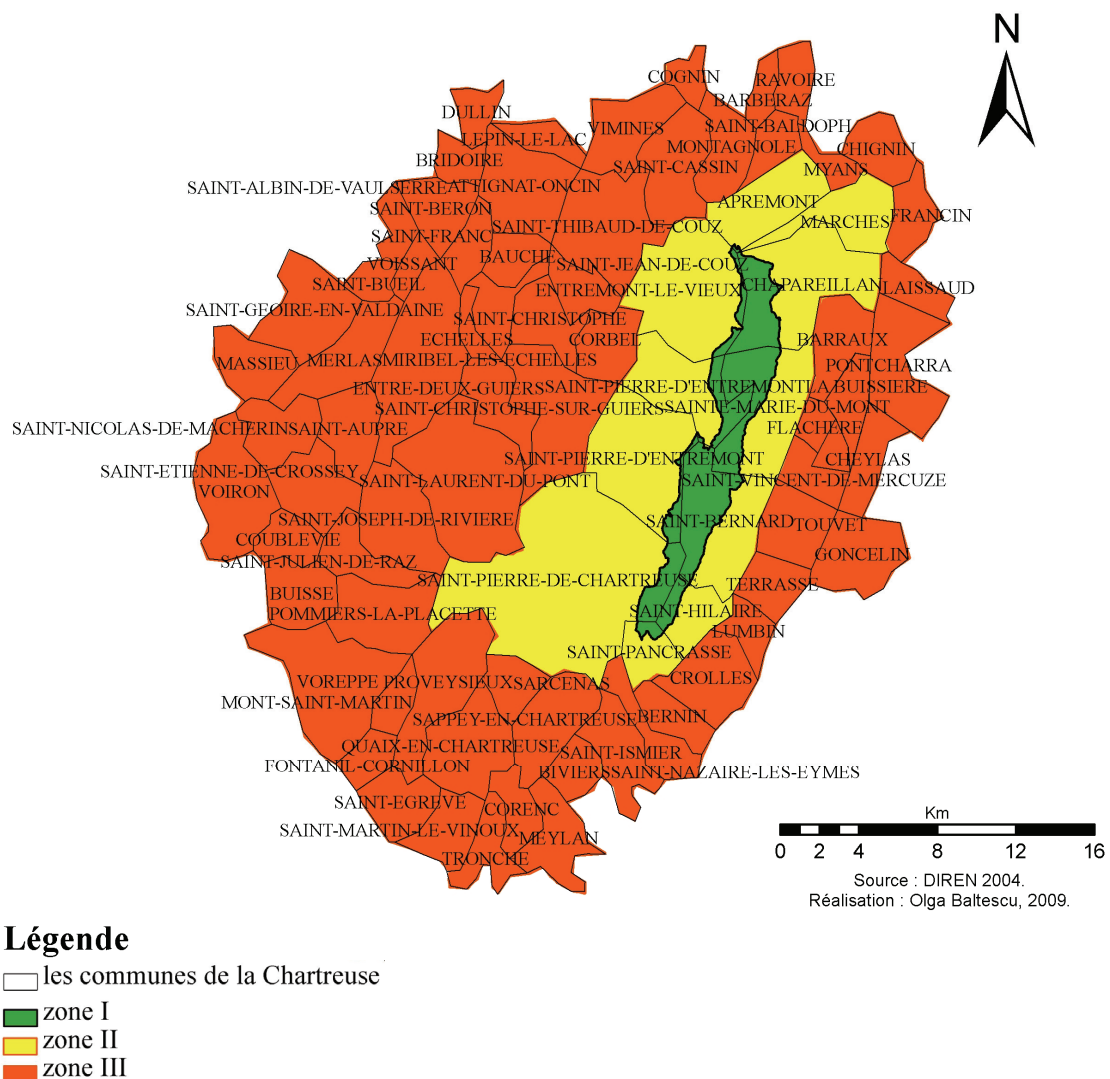 N
COGNIN
RAVOIRE
BARBERAZ
DULLIN
VIMINES
SAINT-BALDOPH
LEPIN-LE-LAC
MONTAGNOLE
CHIGNIN
BRIDOIRE
SAINT-CASSIN
MYANS
SAINT-ALBIN-DE-VAULSERRE
ATTIGNAT-ONCIN
APREMONT
SAINT-BERON
MARCHES
FRANCIN
SAINT-THIBAUD-DE-COUZ
SAINT-FRANC
BAUCHE
VOISSANT
SAINT-JEAN-DE-COUZ
SAINT-BUEIL
ENTREMONT-LE-VIEUX
CHAPAREILLAN
LAISSAUD
SAINT-GEOIRE-EN-VALDAINE
SAINT-CHRISTOPHE
ECHELLES
CORBEL
BARRAUX
MASSIEU
MERLAS
MIRIBEL-LES-ECHELLES
PONTCHARRA
ENTRE-DEUX-GUIERS
SAINT-PIERRE-D'ENTREMONT
LA BUISSIERE
SAINT-CHRISTOPHE-SUR-GUIERS
SAINTE-MARIE-DU-MONT
SAINT-NICOLAS-DE-MACHERIN
SAINT-AUPRE
FLACHERE
SAINT-PIERRE-D'ENTREMONT
CHEYLAS
SAINT-ETIENNE-DE-CROSSEY
SAINT-LAURENT-DU-PONT
SAINT-VINCENT-DE-MERCUZE
VOIRON
SAINT-JOSEPH-DE-RIVIERE
SAINT-BERNARD
TOUVET
COUBLEVIE
GONCELIN
SAINT-JULIEN-DE-RAZ
SAINT-PIERRE-DE-CHARTREUSE
TERRASSE
BUISSE
POMMIERS-LA-PLACETTE
SAINT-HILAIRE
LUMBIN
SAINT-PANCRASSE
VOREPPE
PROVEYSIEUX
SARCENAS
CROLLES
MONT-SAINT-MARTIN
SAPPEY-EN-CHARTREUSE
BERNIN
QUAIX-EN-CHARTREUSE
SAINT-ISMIER
FONTANIL-CORNILLON
BIVIERS
SAINT-NAZAIRE-LES-EYMES
SAINT-EGREVE
CORENC
SAINT-MARTIN-LE-VINOUX
MEYLAN
TRONCHE
Km
0 2 4 8 12 16
Source : DIREN 2004.
Réalisation : Olga Baltescu, 2009.
Légende
les communes de la Chartreuse
zone I
zone II
zone III